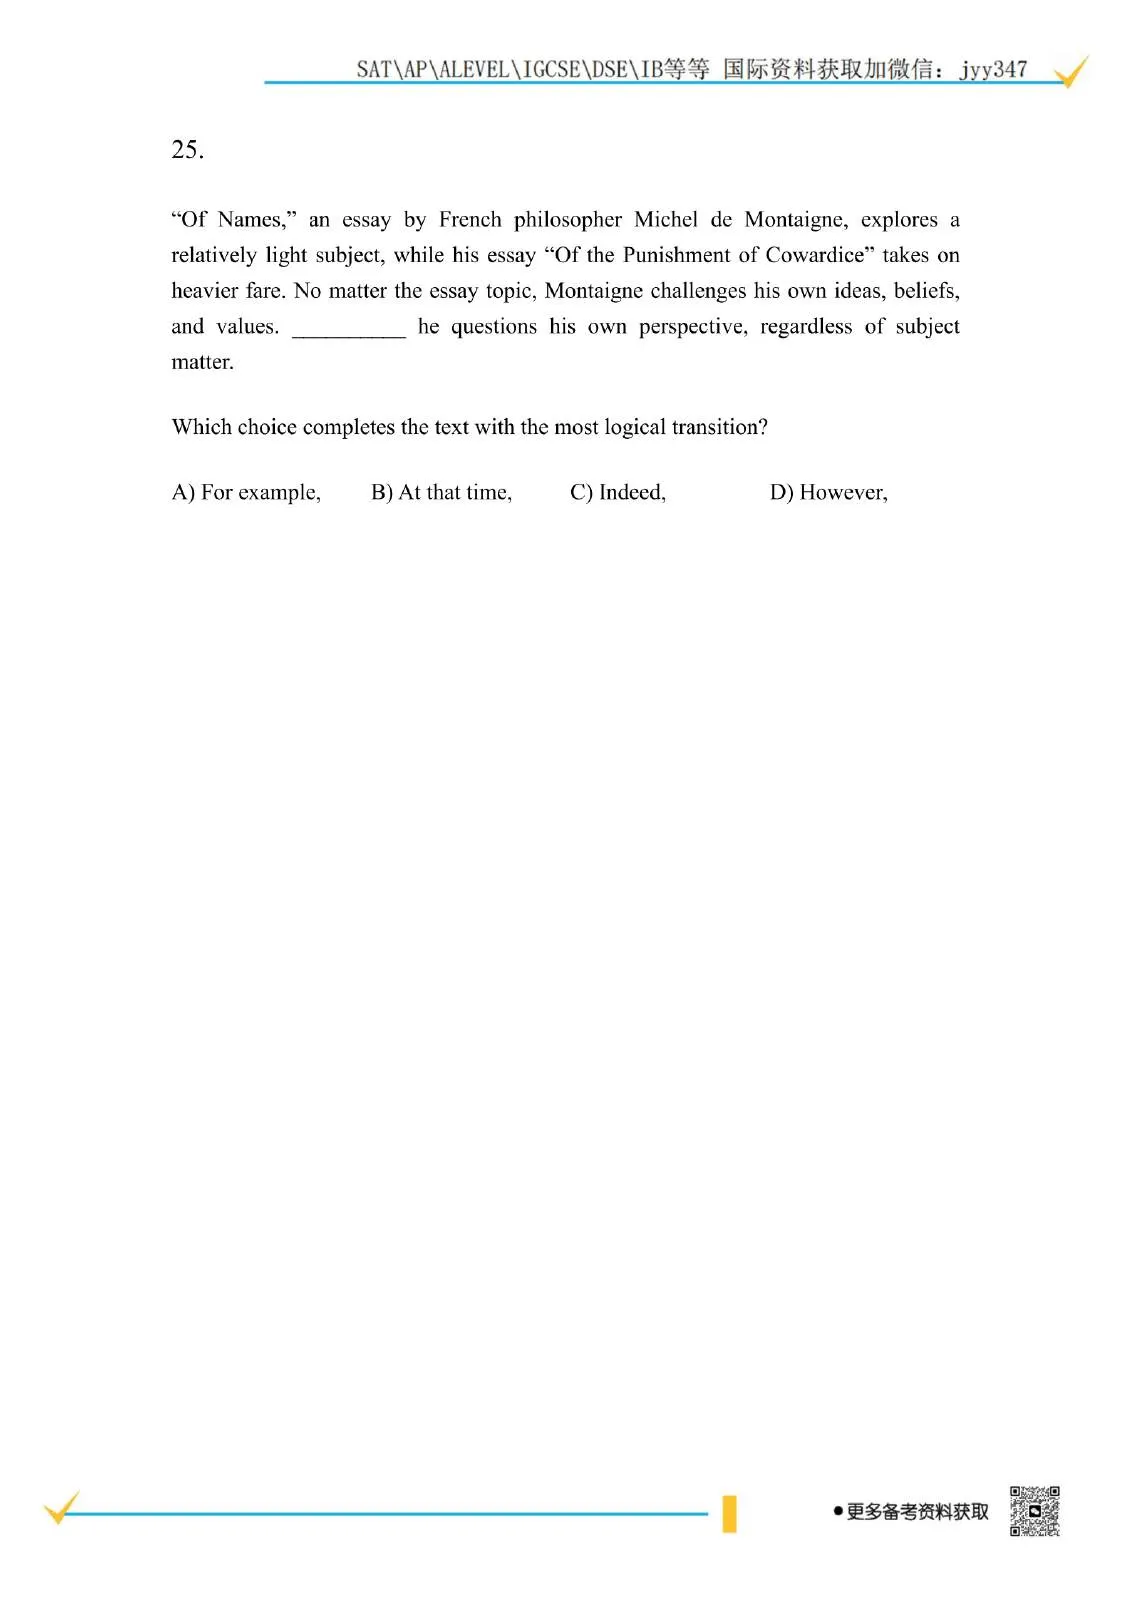 SAT\AP\ALEVEL\IGCSE\DSE\IB等等 国际资料获取加微信：jyy347
25.
“Of Names,” an essay by French philosopher Michel de Montaigne, explores a
relatively light subject, while his essay “Of the Punishment of Cowardice” takes on
heavier fare. No matter the essay topic, Montaigne challenges his own ideas, beliefs,
and values. __________ he questions his own perspective, regardless of subject
matter.
Which choice completes the text with the most logical transition?
A) For example, B) At that time, C) Indeed, D) However,
●更多备考资料获取